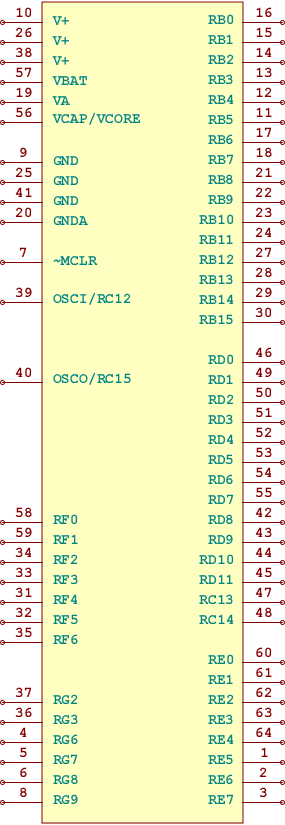 10 V+ RB0 16
26 V+ RB1 15
38 V+ RB2 14
57 VBAT RB3 13
19 VA RB4 12
56 VCAP/VCORE RB5 11
RB6 17
9 GND RB7 18
25 GND RB8 21
41 GND RB9 22
20 GNDA RB10 23
RB11 24
7 ~MCLR RB12 27
RB13 28
39 OSCI/RC12 RB14 29
RB15 30
RD0 46
40 OSCO/RC15 RD1 49
RD2 50
RD3 51
RD4 52
RD5 53
RD6 54
RD7 55
58 RF0 RD8 42
59 RF1 RD9 43
34 RF2 RD10 44
33 RF3 RD11 45
31 RF4 RC13 47
32 RF5 RC14 48
35 RF6
RE0 60
RE1 61
37 RG2 RE2 62
36 RG3 RE3 63
4 RG6 RE4 64
5 RG7 RE5 1
6 RG8 RE6 2
8 RG9 RE7 3